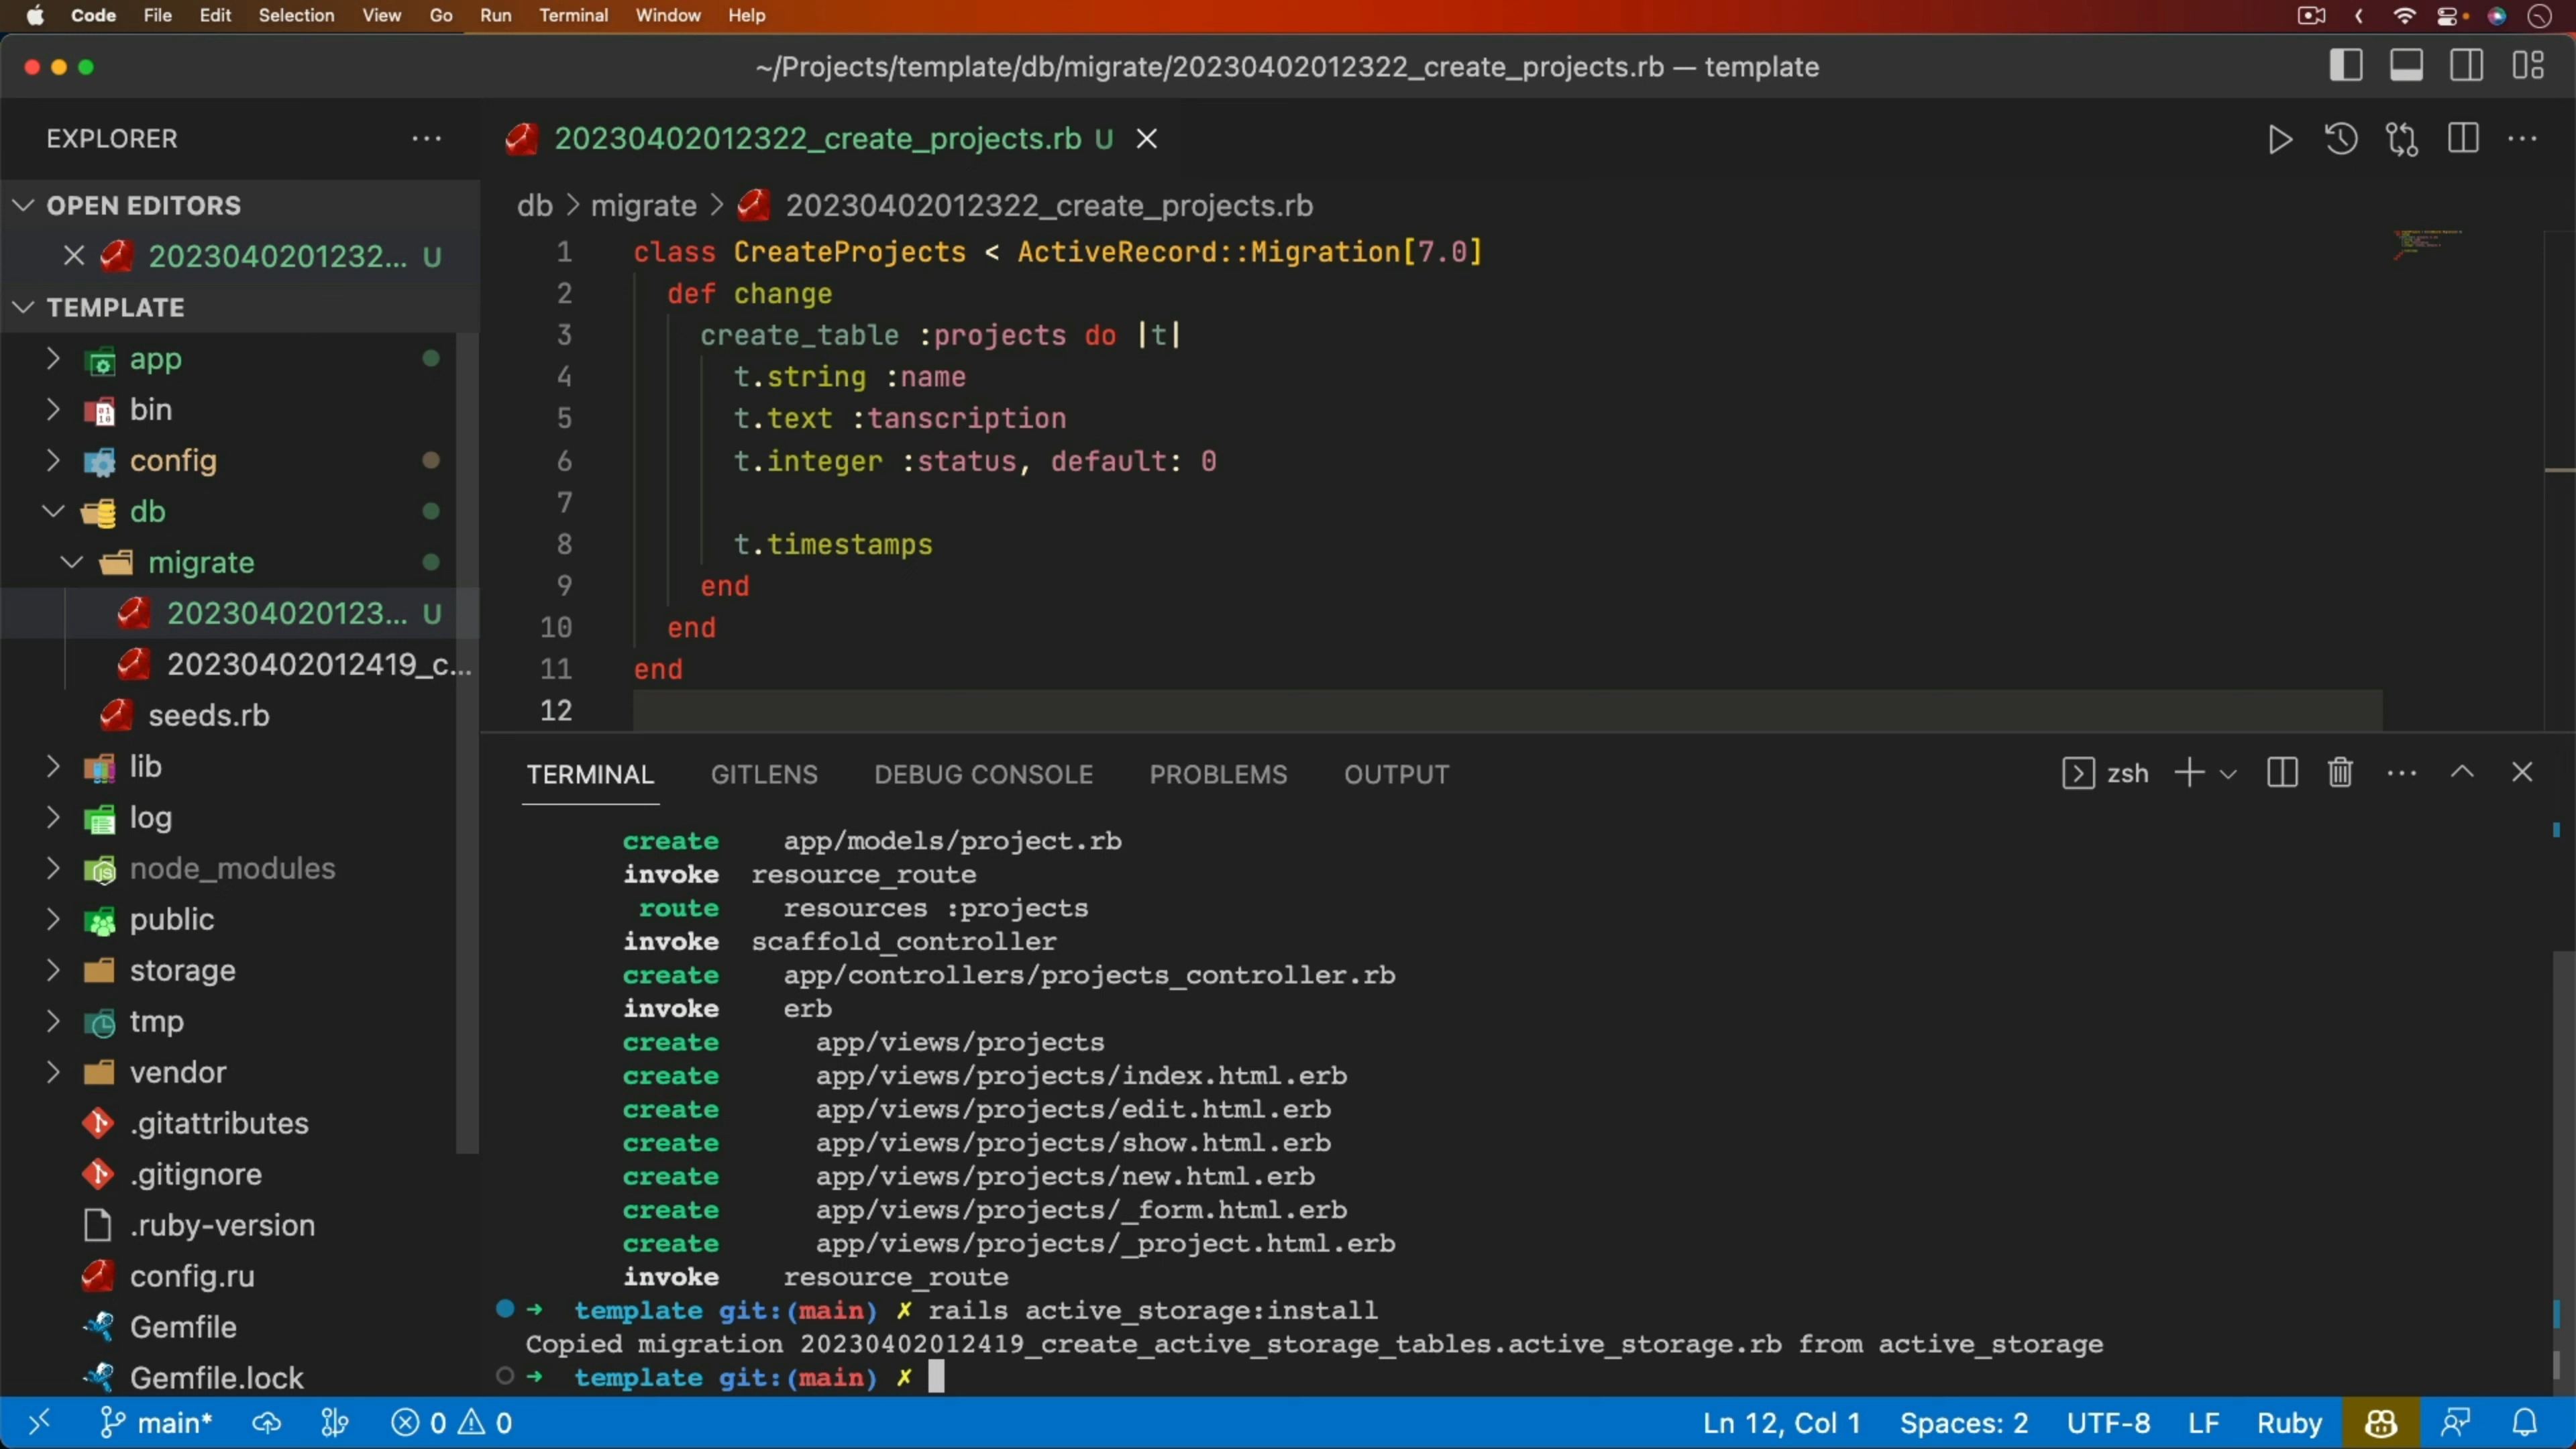 Code File Edit Selection View Go Run Terminal Window Help
~/Projects/template/db/migrate/20230402012322_create_projects.rb — template
EXPLORER
20230402012322_create_projects.rb U
OPEN EDITORS
2023040201232... U
TEMPLATE
app
bin
config
db
migrate
202304020123... U
20230402012419_c...
seeds.rb
lib
log
node_modules
public
storage
tmp
vendor
.gitattributes
.gitignore
.ruby-version
config.ru
Gemfile
Gemfile.lock
db > migrate > 20230402012322_create_projects.rb
1 class CreateProjects < ActiveRecord::Migration[7.0]
2 def change
3 create_table :projects do |t|
4 t.string :name
5 t.text :tanscription
6 t.integer :status, default: 0
7
8 t.timestamps
9 end
10 end
11 end
12
TERMINAL GITLENS DEBUG CONSOLE PROBLEMS OUTPUT zsh
create app/models/project.rb
invoke resource_route
route resources :projects
invoke scaffold_controller
create app/controllers/projects_controller.rb
invoke erb
create app/views/projects
create app/views/projects/index.html.erb
create app/views/projects/edit.html.erb
create app/views/projects/show.html.erb
create app/views/projects/new.html.erb
create app/views/projects/_form.html.erb
create app/views/projects/_project.html.erb
invoke resource_route
➜ template git:(main) ✗ rails active_storage:install
Copied migration 20230402012419_create_active_storage_tables.active_storage.rb from active_storage
➜ template git:(main) ✗
main* 0 0 Ln 12, Col 1 Spaces: 2 UTF-8 LF Ruby